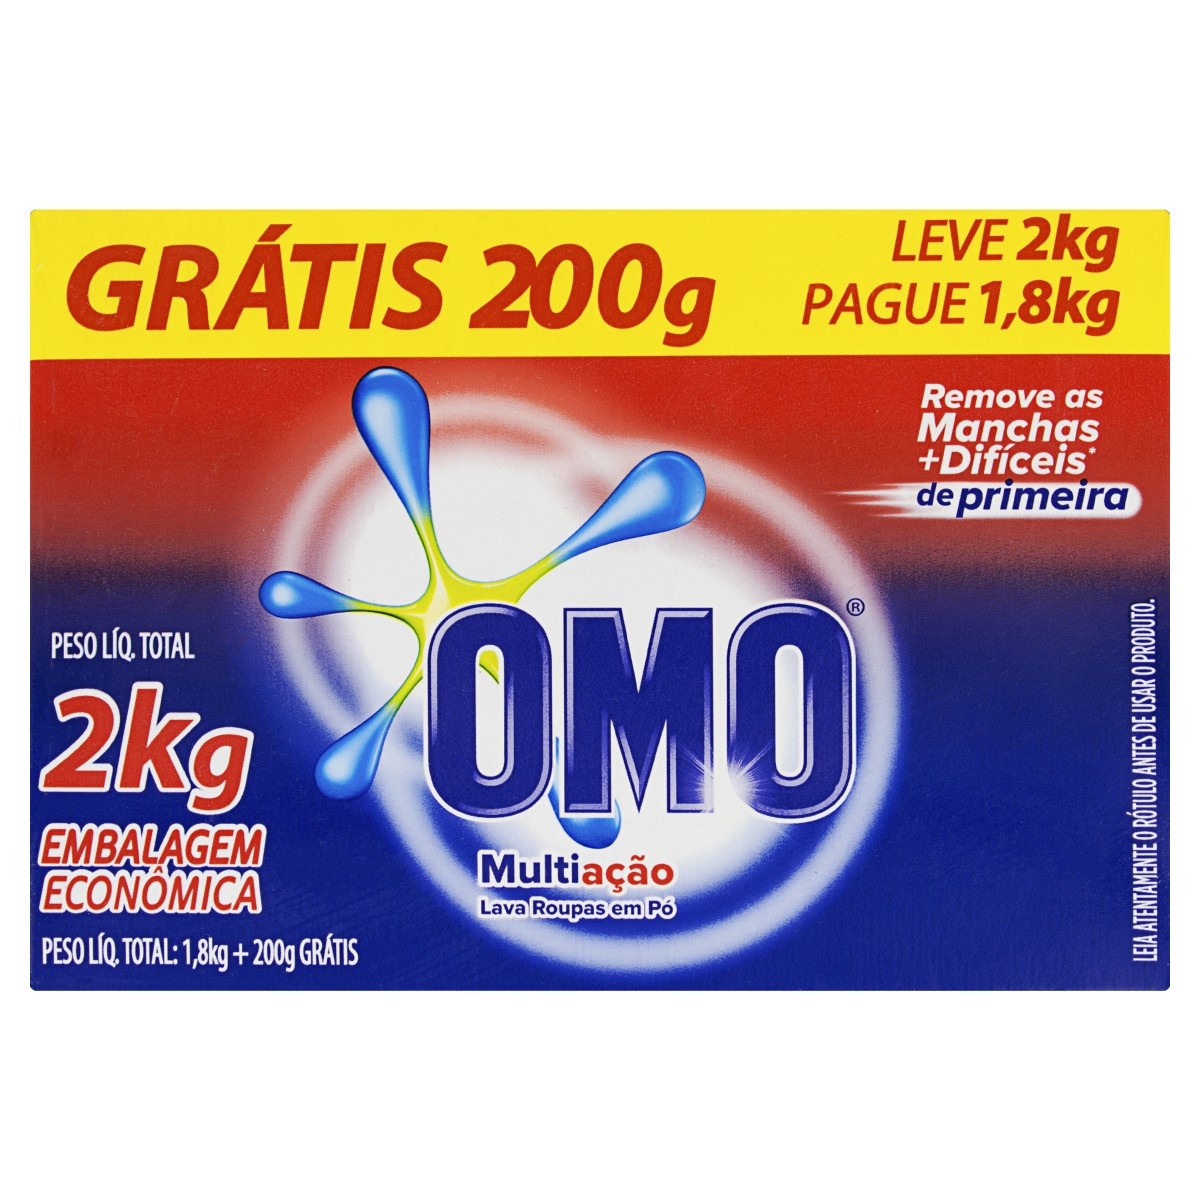 GRÁTIS 200g
LEVE 2kg
PAGUE 1,8kg
Remove as
Manchas
+Difíceis*
de primeira
OMO®
Multiação
Lava Roupas em Pó
PESO LÍQ. TOTAL
2kg
EMBALAGEM
ECONÔMICA
PESO LÍQ. TOTAL: 1,8kg + 200g GRÁTIS
LEIA ATENTAMENTE O RÓTULO ANTES DE USAR O PRODUTO.